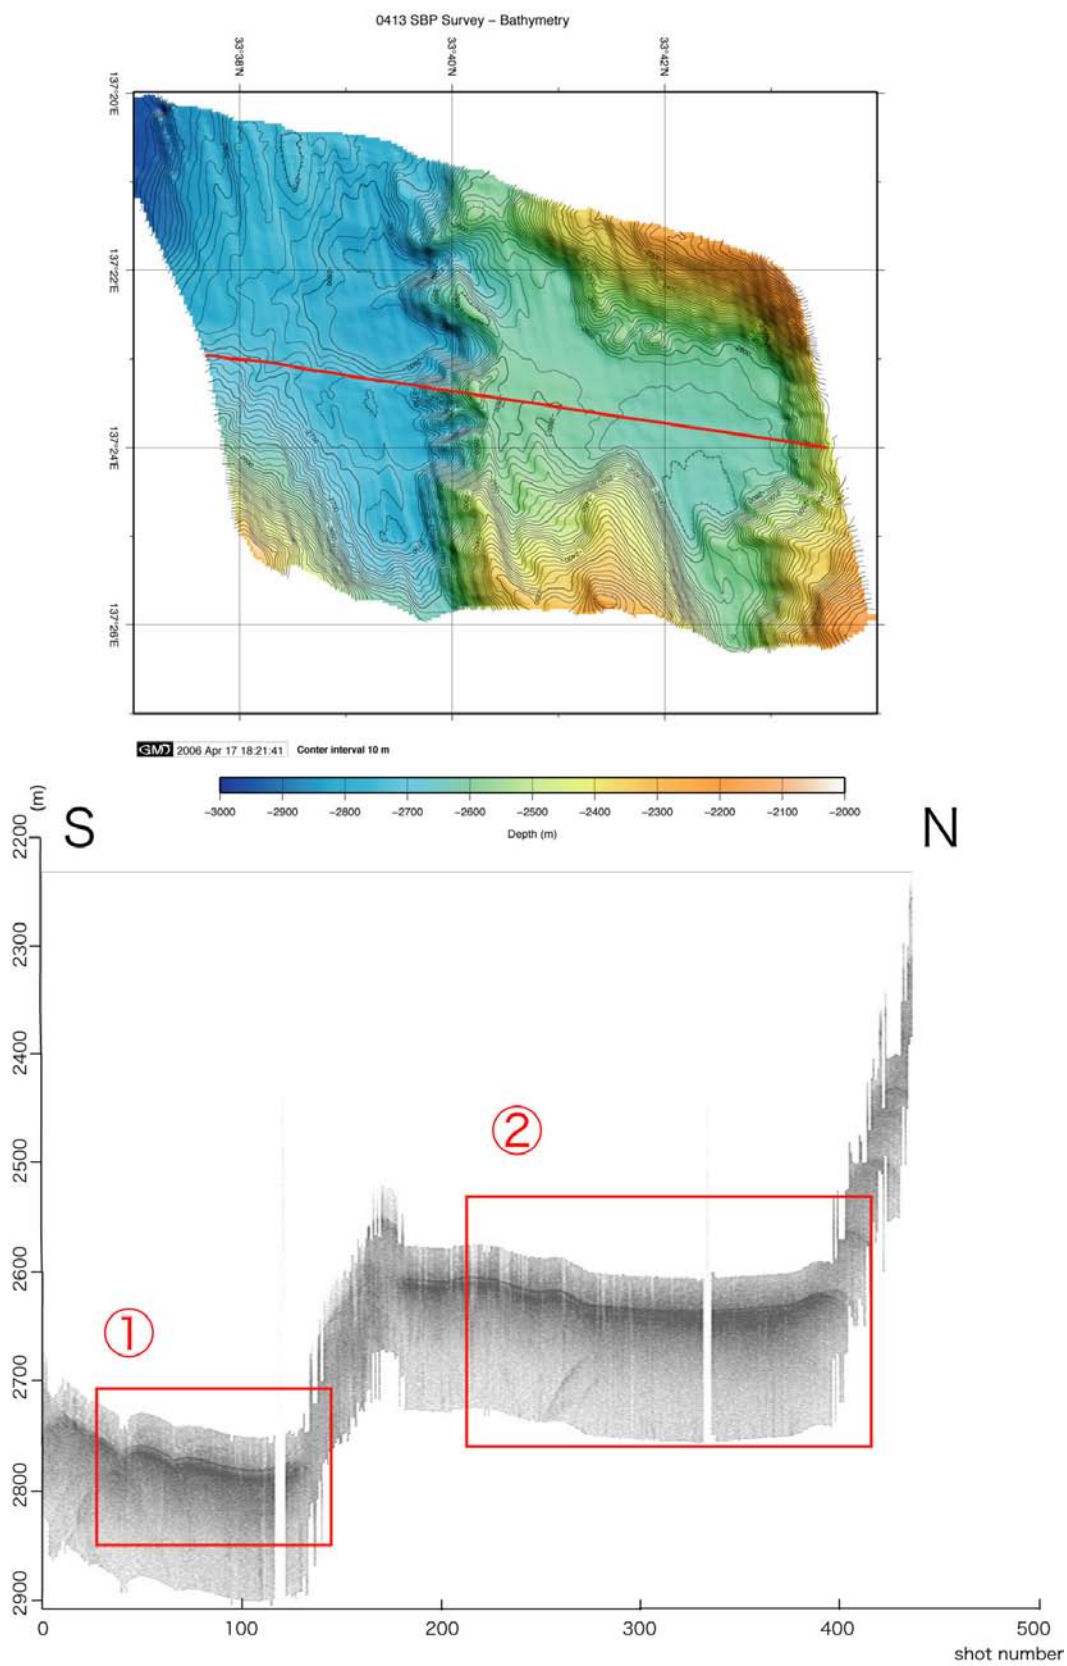 0413 SBP Survey – Bathymetry
33°38'N 33°40'N 33°42'N
137°20'E
137°22'E
137°24'E
137°26'E
GMT 2006 Apr 17 18:21:41 Conter interval 10 m
−3000 −2900 −2800 −2700 −2600 −2500 −2400 −2300 −2200 −2100 −2000
Depth (m)
(m)
S N
2200
2300
2400
2500
2600
2700
2800
2900
②
①
0 100 200 300 400 500
shot number